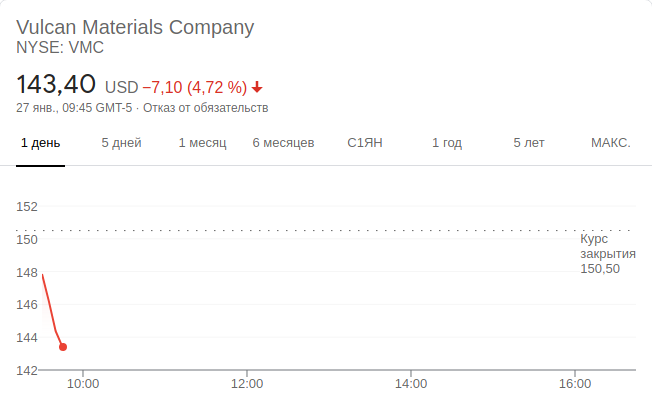 Vulcan Materials Company
NYSE: VMC
143,40 USD −7,10 (4,72 %)
27 янв., 09:45 GMT-5 · Отказ от обязательств
1 день 5 дней 1 месяц 6 месяцев С1ЯН 1 год 5 лет МАКС.
152
150
148
146
144
142
Курс
закрытия
150,50
10:00 12:00 14:00 16:00